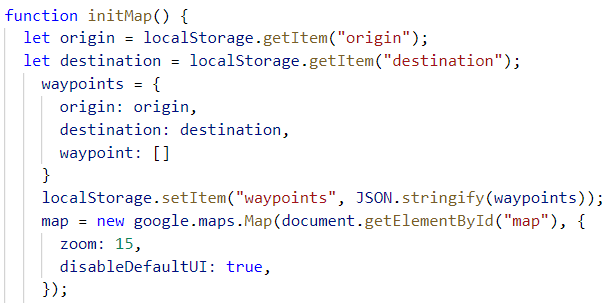 function initMap() {
let origin = localStorage.getItem("origin");
let destination = localStorage.getItem("destination");
waypoints = {
origin: origin,
destination: destination,
waypoint: []
}
localStorage.setItem("waypoints", JSON.stringify(waypoints));
map = new google.maps.Map(document.getElementById("map"), {
zoom: 15,
disableDefaultUI: true,
});